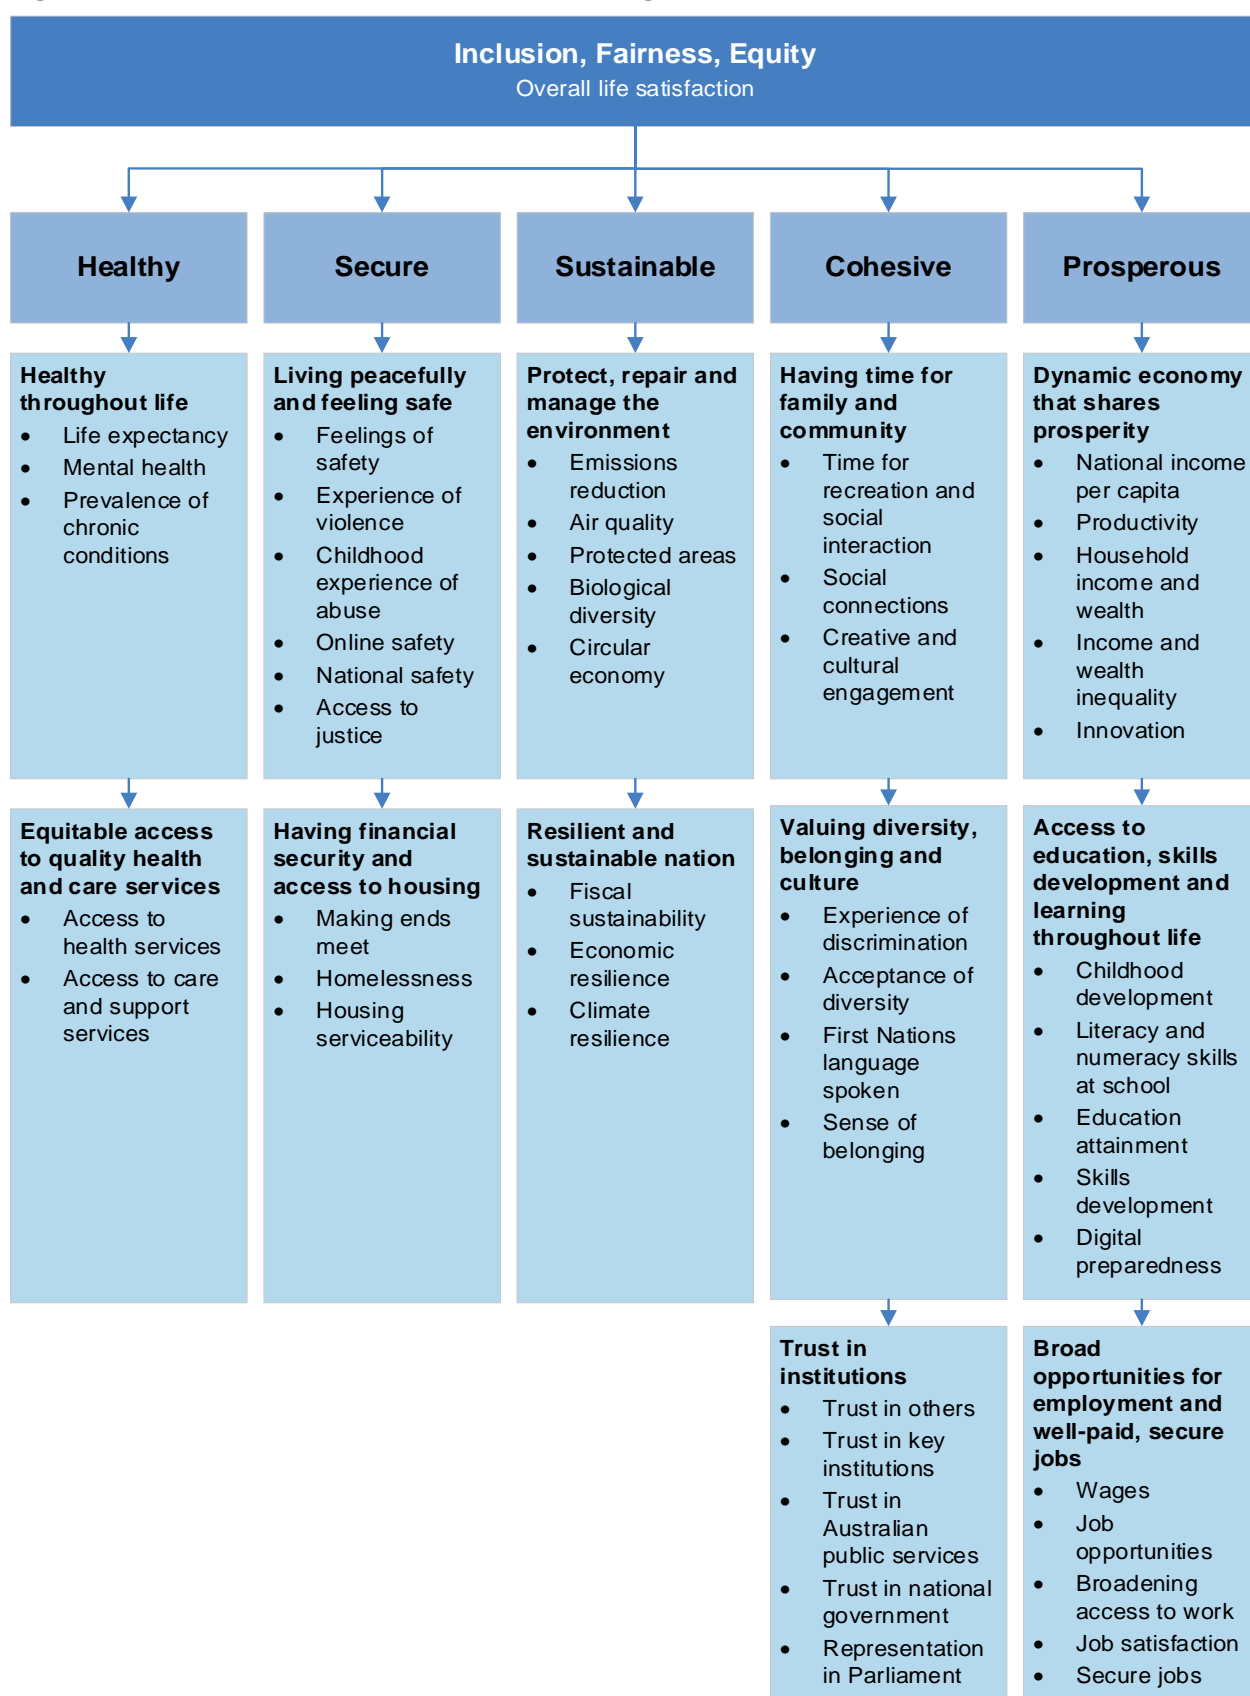 Inclusion, Fairness, Equity
Overall life satisfaction
Healthy
Secure
Sustainable
Cohesive
Prosperous
Healthy
throughout life
• Life expectancy
• Mental health
• Prevalence of
chronic
conditions
Living peacefully
and feeling safe
• Feelings of
safety
• Experience of
violence
• Childhood
experience of
abuse
• Online safety
• National safety
• Access to
justice
Protect, repair and
manage the
environment
• Emissions
reduction
• Air quality
• Protected areas
• Biological
diversity
• Circular
economy
Having time for
family and
community
• Time for
recreation and
social
interaction
• Social
connections
• Creative and
cultural
engagement
Dynamic economy
that shares
prosperity
• National income
per capita
• Productivity
• Household
income and
wealth
• Income and
wealth
inequality
• Innovation
Equitable access
to quality health
and care services
• Access to
health services
• Access to care
and support
services
Having financial
security and
access to housing
• Making ends
meet
• Homelessness
• Housing
serviceability
Resilient and
sustainable nation
• Fiscal
sustainability
• Economic
resilience
• Climate
resilience
Valuing diversity,
belonging and
culture
• Experience of
discrimination
• Acceptance of
diversity
• First Nations
language
spoken
• Sense of
belonging
Access to
education, skills
development and
learning
throughout life
• Childhood
development
• Literacy and
numeracy skills
at school
• Education
attainment
• Skills
development
• Digital
preparedness
Trust in
institutions
• Trust in others
• Trust in key
institutions
• Trust in
Australian
public services
• Trust in national
government
• Representation
in Parliament
Broad
opportunities for
employment and
well-paid, secure
jobs
• Wages
• Job
opportunities
• Broadening
access to work
• Job satisfaction
• Secure jobs